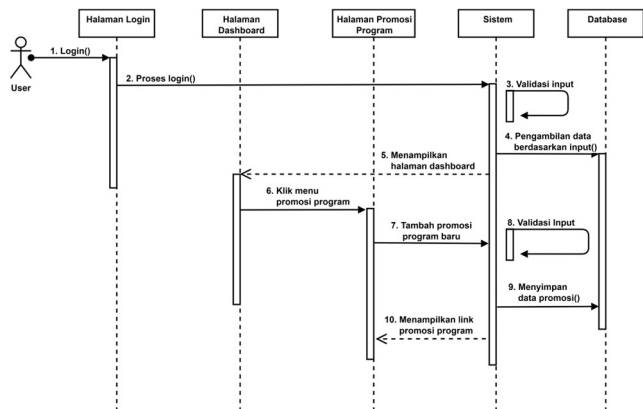 Halaman Login
Halaman
Dashboard
Halaman Promosi
Program
Sistem
Database
User
1. Login()
2. Proses login()
3. Validasi input
4. Pengambilan data
berdasarkan input()
5. Menampilkan
halaman dashboard
6. Klik menu
promosi program
7. Tambah promosi
program baru
8. Validasi Input
9. Menyimpan
data promosi()
10. Menampilkan link
promosi program